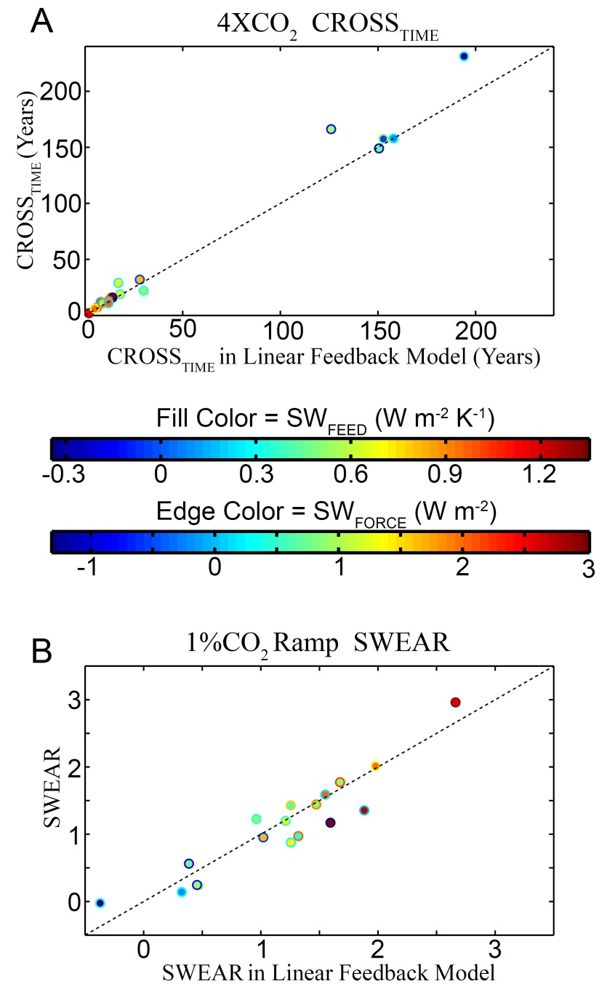 A
4XCO2 CROSSTIME
CROSSTIME (Years)
200
150
100
50
0
0 50 100 150 200
CROSSTIME in Linear Feedback Model (Years)
Fill Color = SWFEED (W m-2 K-1)
-0.3 0 0.3 0.6 0.9 1.2
Edge Color = SWFORCE (W m-2)
-1 0 1 2 3
B
1%CO2 Ramp SWEAR
SWEAR
3
2
1
0
0 1 2 3
SWEAR in Linear Feedback Model